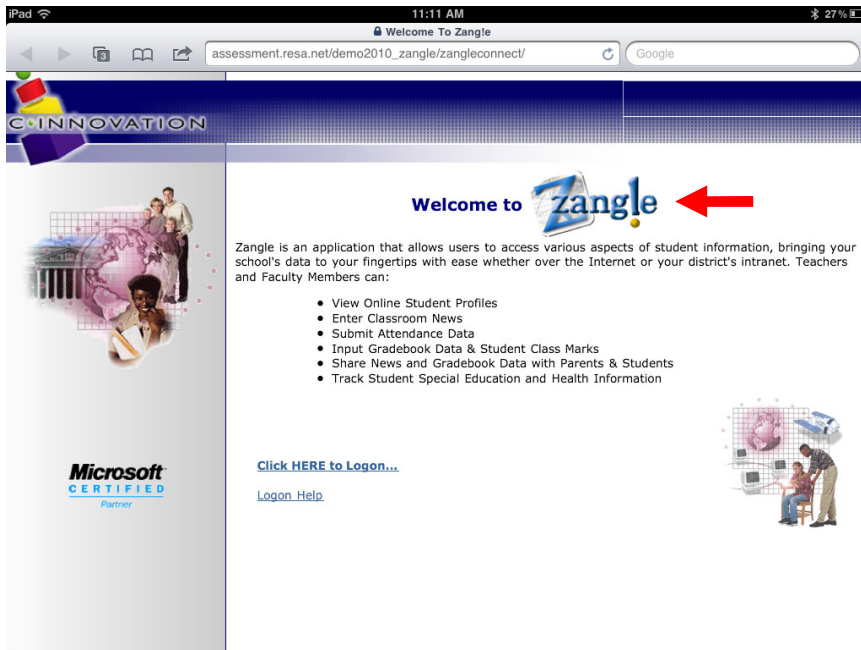 iPad 11:11 AM 27%
Welcome To Zang!e
3 assessment.resa.net/demo2010_zangle/zangleconnect/ Google
C•INNOVATION
Welcome to Zang!e
Zangle is an application that allows users to access various aspects of student information, bringing your
school's data to your fingertips with ease whether over the Internet or your district's intranet. Teachers
and Faculty Members can:
• View Online Student Profiles
• Enter Classroom News
• Submit Attendance Data
• Input Gradebook Data & Student Class Marks
• Share News and Gradebook Data with Parents & Students
• Track Student Special Education and Health Information
Click HERE to Logon...
Logon Help
Microsoft
CERTIFIED
Partner